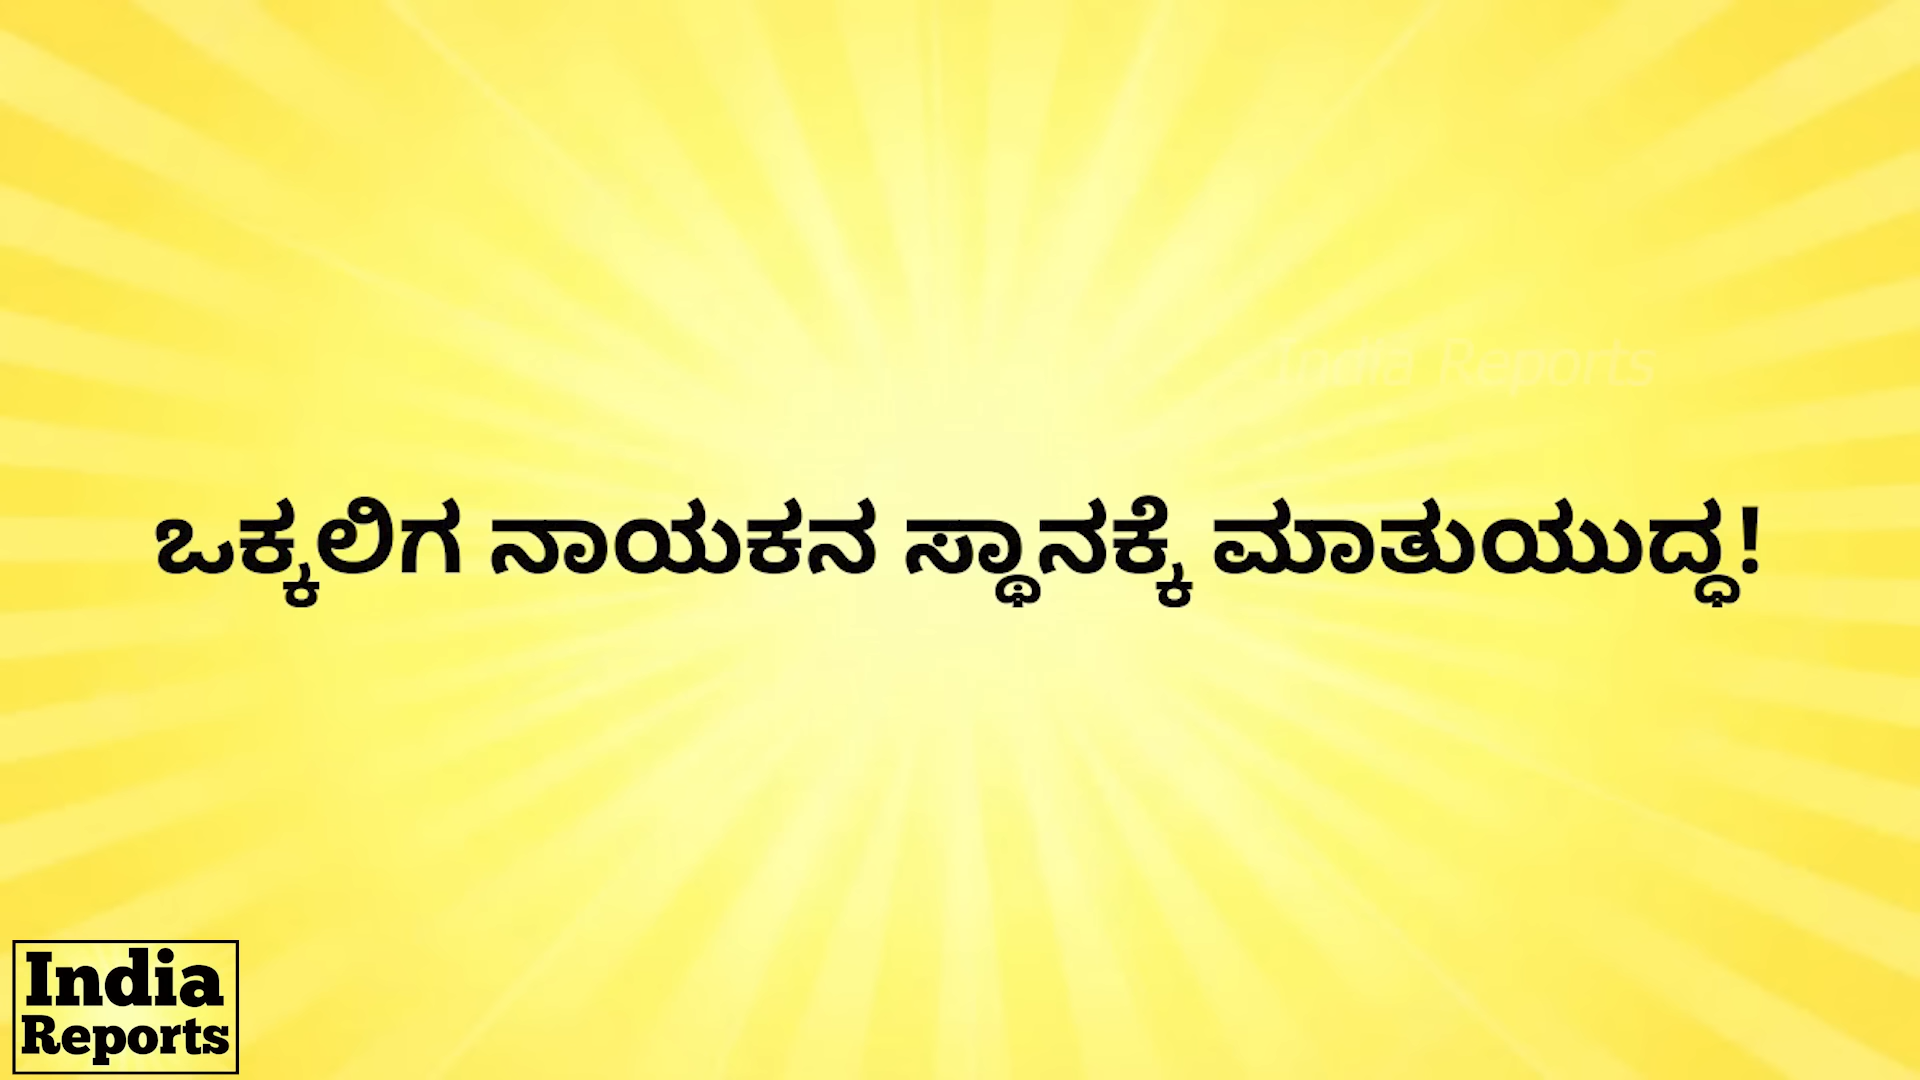 India Reports
ಒಕ್ಕಲಿಗ ನಾಯಕನ ಸ್ಥಾನಕ್ಕೆ ಮಾತುಯುದ್ಧ!
India
Reports